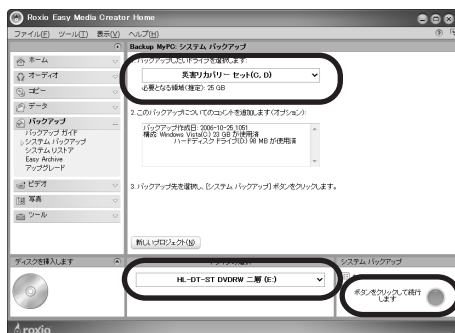 Roxio Easy Media Creator Home
ファイル(F) ツール(T) 表示(V) ヘルプ(H)
ホーム
オーディオ
コピー
データ
バックアップ
バックアップ ガイド
システム バックアップ
システム リストア
Easy Archive
アップグレード
ビデオ
写真
ツール
Backup MyPC: システム バックアップ
1.バックアップしたいドライブを選択します:
災害リカバリー セット(C, D)
必要となる領域(推定): 25 GB
2.このバックアップについてのコメントを追加します(オプション):
バックアップ作成日: 2006-10-25_1051
構成: Windows Vista(C:) 23 GB が使用済
ハードディスク ドライブ(D:) 98 MB が使用済
3.バックアップ先を選択し、[システム バックアップ] ボタンをクリックします。
新しいプロジェクト(N)
ディスクを挿入します
ドライブの選択
HL-DT-ST DVDRW 二層 (E:)
システム バックアップ
ボタンをクリックして続行
します
roxio